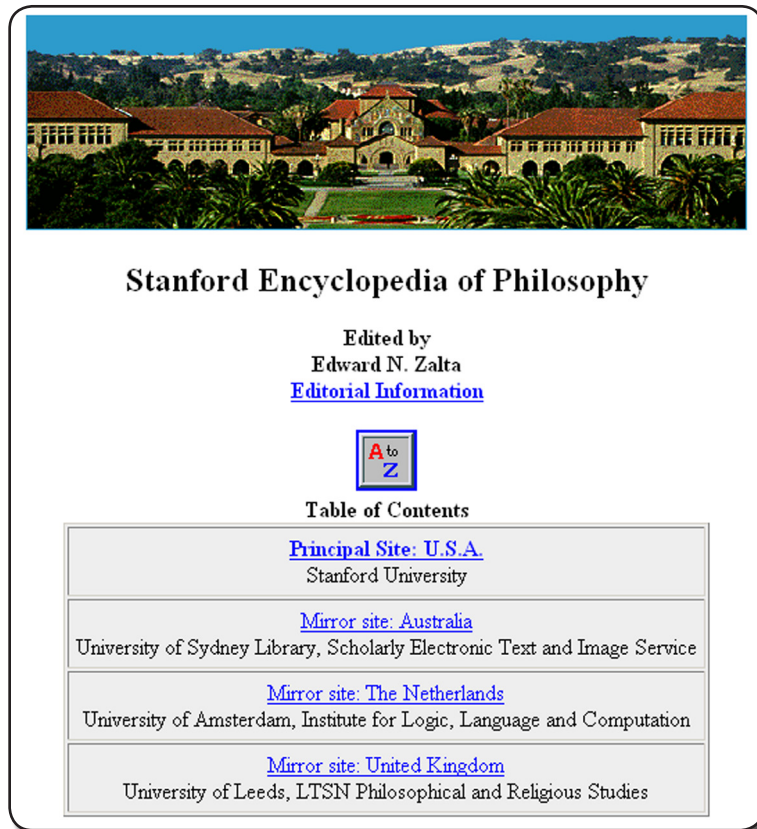 Stanford Encyclopedia of Philosophy
Edited by
Edward N. Zalta
Editorial Information
A to
Z
Table of Contents
Principal Site: U.S.A.
Stanford University
Mirror site: Australia
University of Sydney Library, Scholarly Electronic Text and Image Service
Mirror site: The Netherlands
University of Amsterdam, Institute for Logic, Language and Computation
Mirror site: United Kingdom
University of Leeds, LTSN Philosophical and Religious Studies